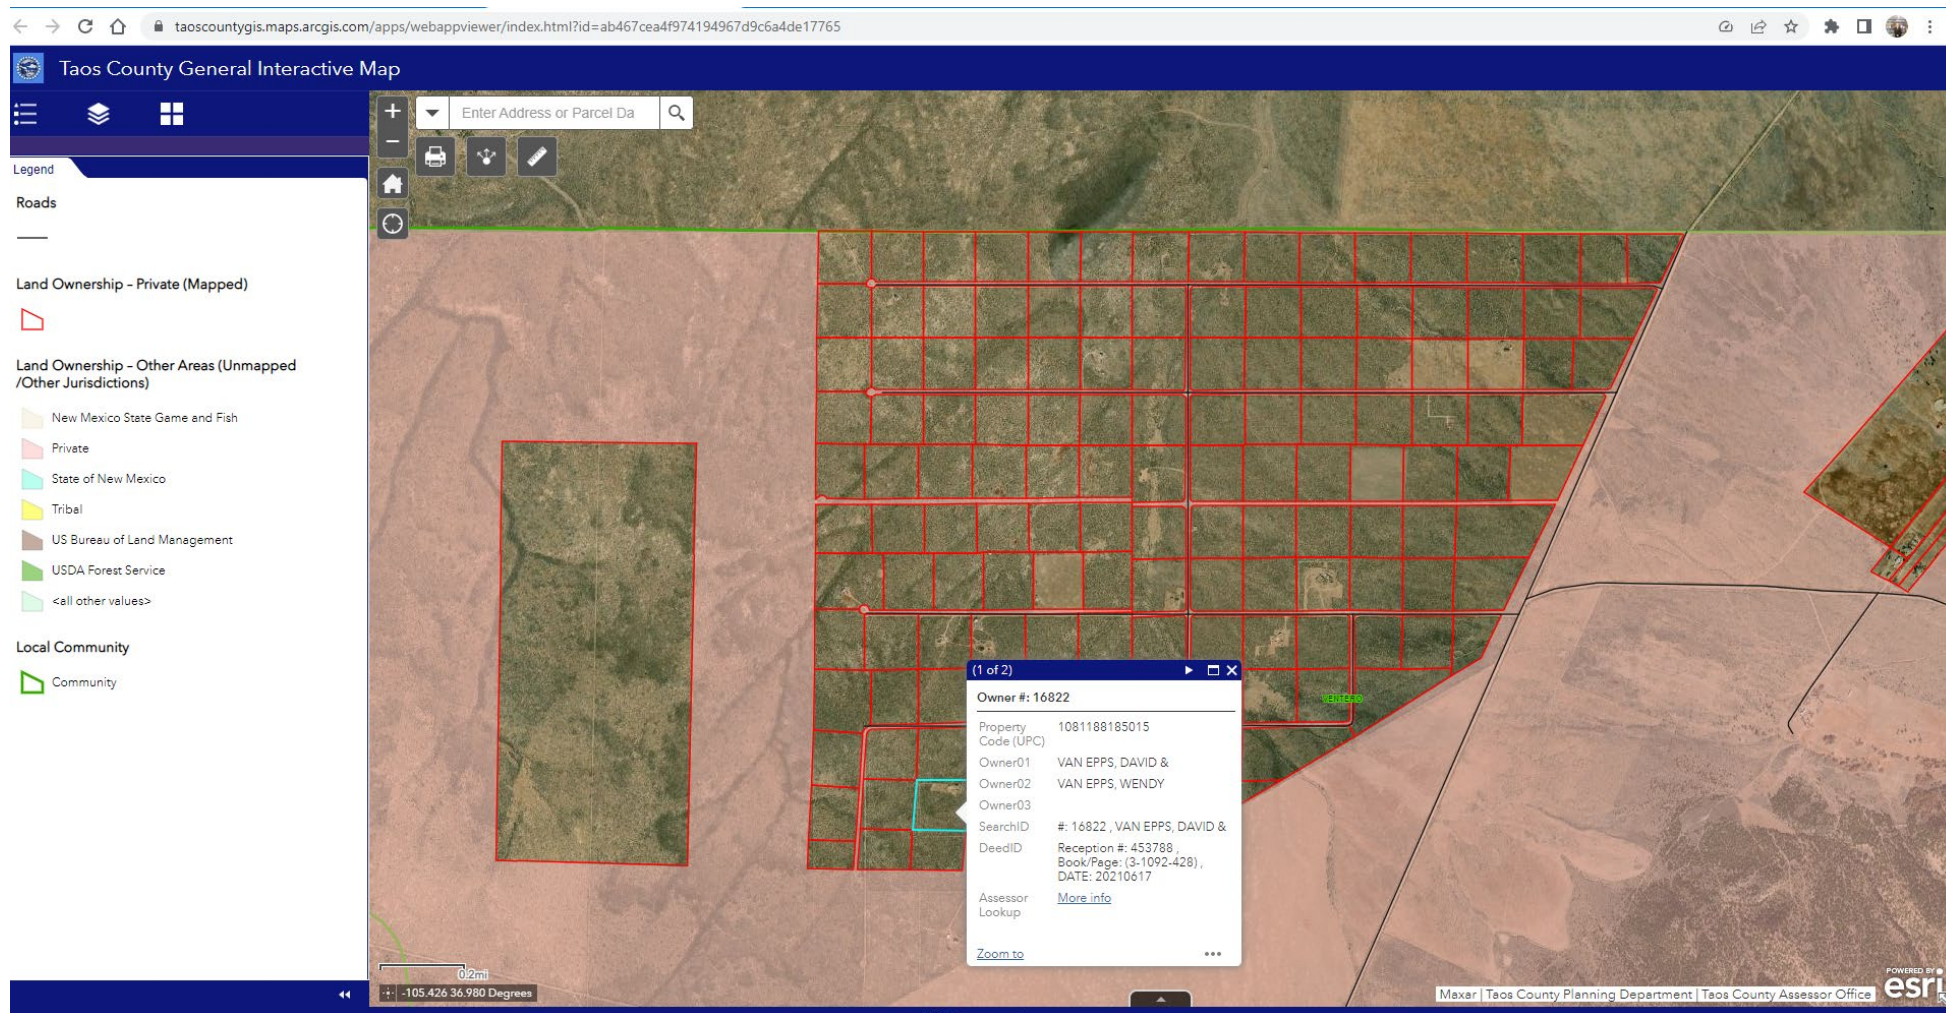 taoscountygis.maps.arcgis.com/apps/webappviewer/index.html?id=ab467cea4f974194967d9c6a4de17765
Taos County General Interactive Map
Enter Address or Parcel Da
Legend
Roads
Land Ownership - Private (Mapped)
Land Ownership - Other Areas (Unmapped
/Other Jurisdictions)
New Mexico State Game and Fish
Private
State of New Mexico
Tribal
US Bureau of Land Management
USDA Forest Service
<all other values>
Local Community
Community
VENTERO
(1 of 2)
Owner #: 16822
Property
Code (UPC)
1081188185015
Owner01 VAN EPPS, DAVID &
Owner02 VAN EPPS, WENDY
Owner03
SearchID #: 16822 , VAN EPPS, DAVID &
DeedID Reception #: 453788 ,
Book/Page: (3-1092-428) ,
DATE: 20210617
Assessor
Lookup
More info
Zoom to
0.2mi
-105.426 36.980 Degrees
Maxar | Taos County Planning Department | Taos County Assessor Office
POWERED BY
esri